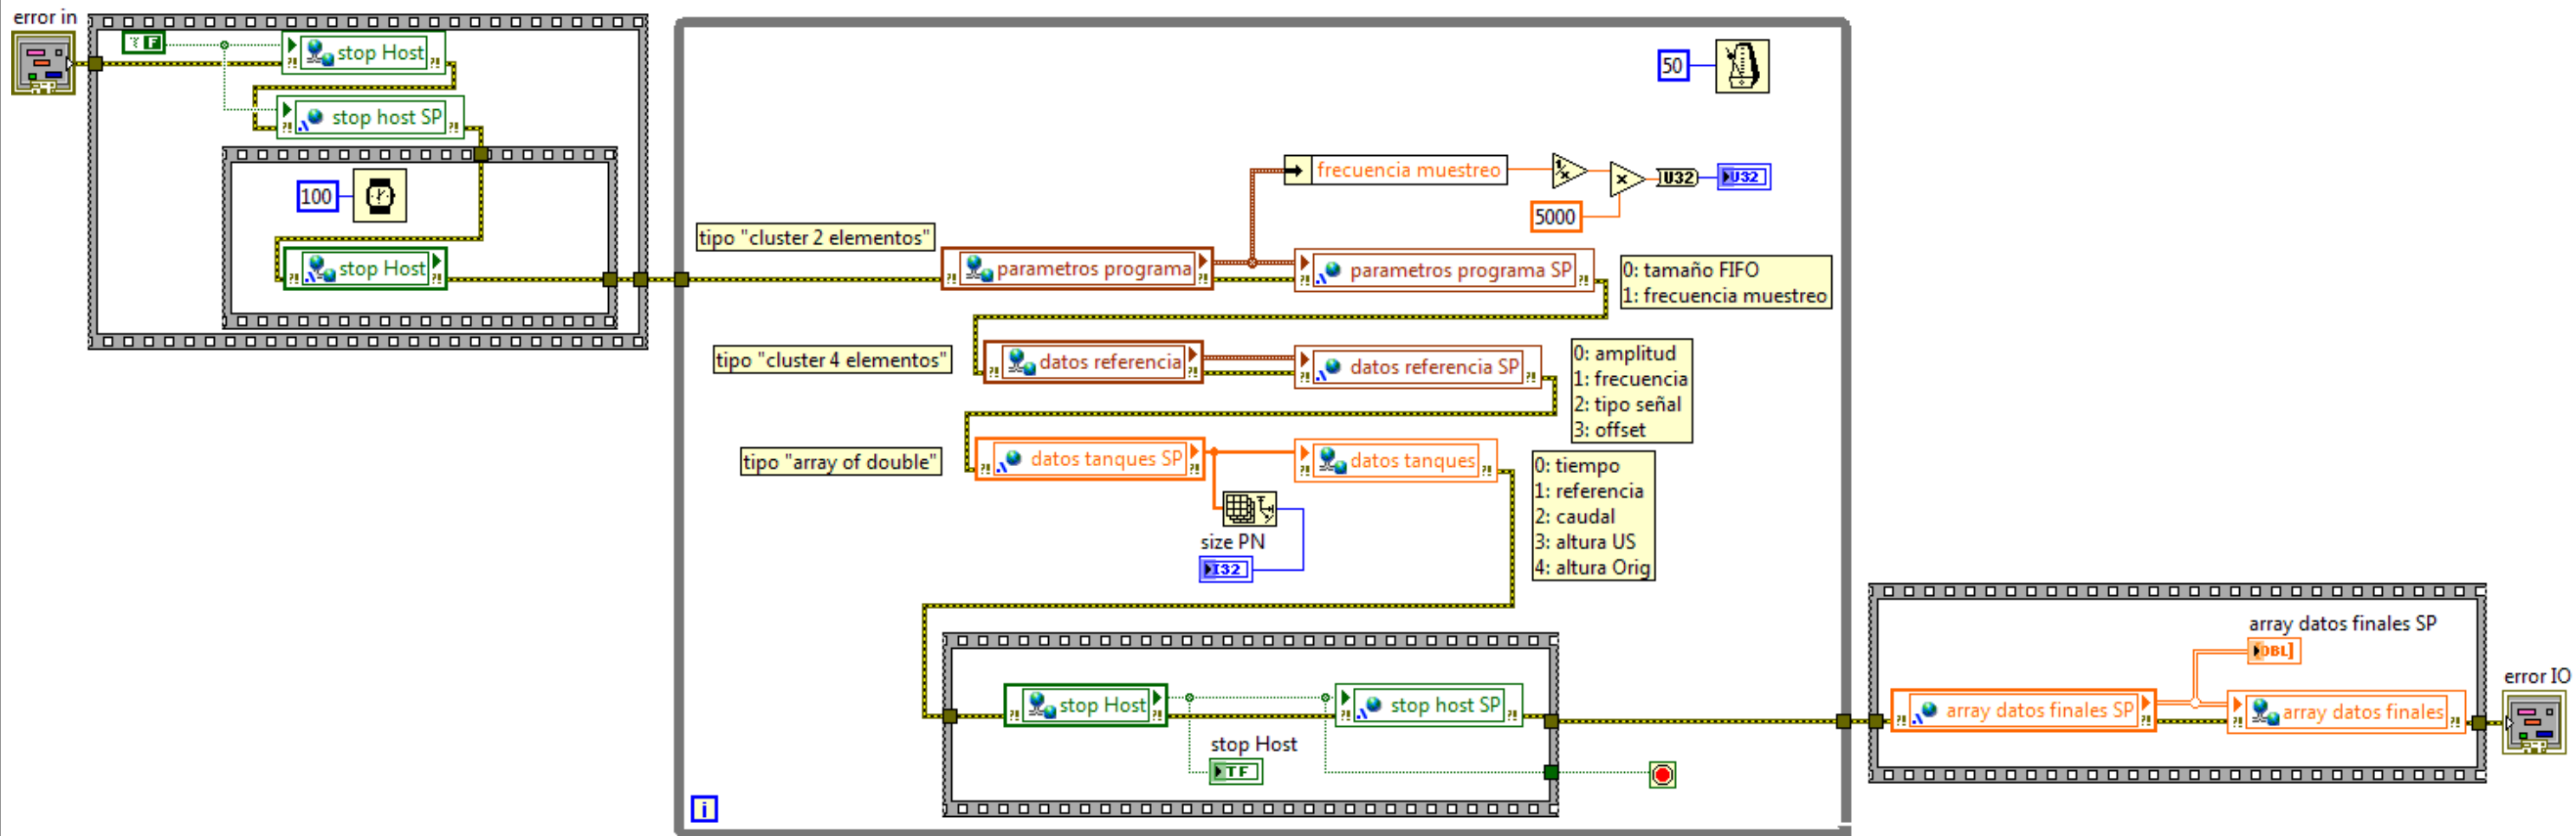 error in
F
stop Host
stop host SP
100
stop Host
50
frecuencia muestreo
1/x
x
U32
U32
5000
tipo "cluster 2 elementos"
parametros programa
parametros programa SP
0: tamaño FIFO
1: frecuencia muestreo
tipo "cluster 4 elementos"
datos referencia
datos referencia SP
0: amplitud
1: frecuencia
2: tipo señal
3: offset
tipo "array of double"
datos tanques SP
datos tanques
0: tiempo
1: referencia
2: caudal
3: altura US
4: altura Orig
size PN
I32
stop Host
stop host SP
stop Host
TF
i
array datos finales SP
DBL]
array datos finales SP
array datos finales
error IO